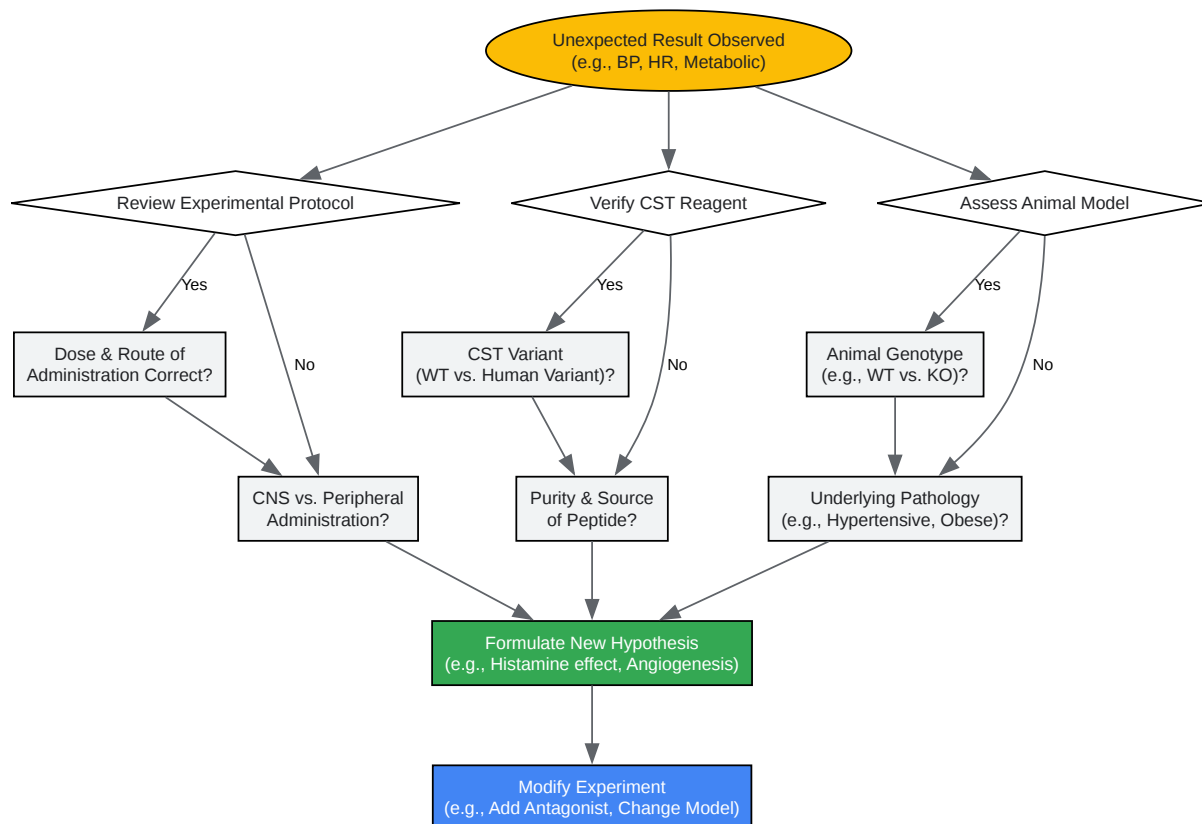 Unexpected Result Observed
(e.g., BP, HR, Metabolic)
Review Experimental Protocol
Verify CST Reagent
Assess Animal Model
Yes
Yes
Yes
Dose & Route of
Administration Correct?
No
CST Variant
(WT vs. Human Variant)?
No
Animal Genotype
(e.g., WT vs. KO)?
No
CNS vs. Peripheral
Administration?
Purity & Source
of Peptide?
Underlying Pathology
(e.g., Hypertensive, Obese)?
Formulate New Hypothesis
(e.g., Histamine effect, Angiogenesis)
Modify Experiment
(e.g., Add Antagonist, Change Model)